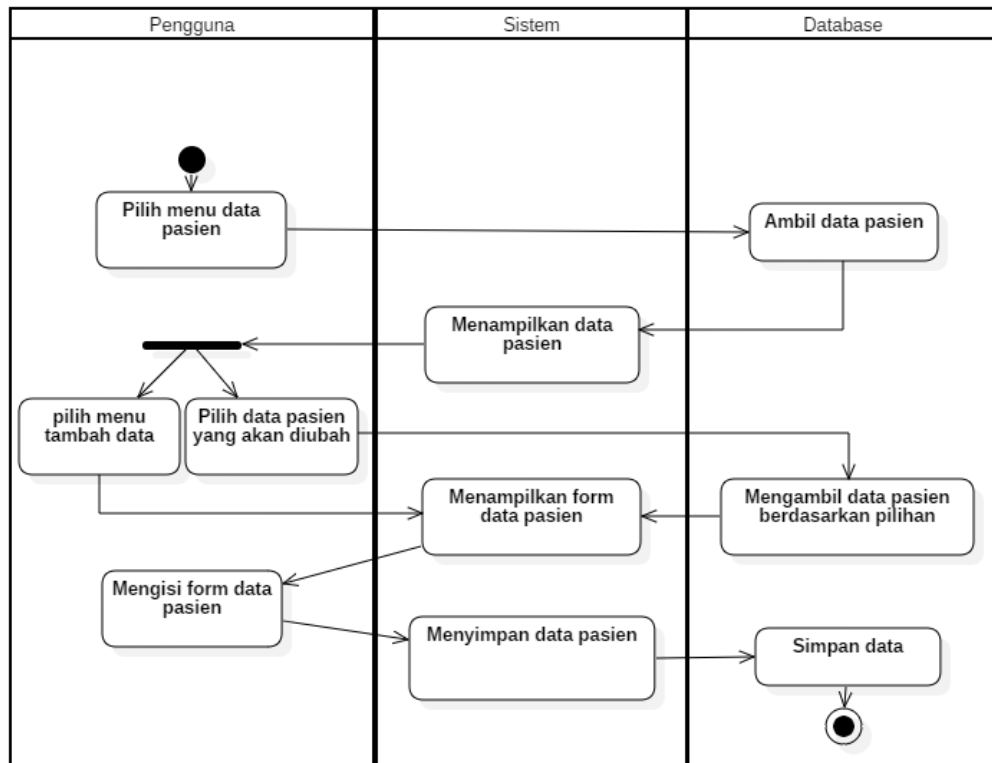 Pengguna
Sistem
Database
Pilih menu data
pasien
Ambil data pasien
Menampilkan data
pasien
pilih menu
tambah data
Pilih data pasien
yang akan diubah
Menampilkan form
data pasien
Mengambil data pasien
berdasarkan pilihan
Mengisi form data
pasien
Menyimpan data pasien
Simpan data